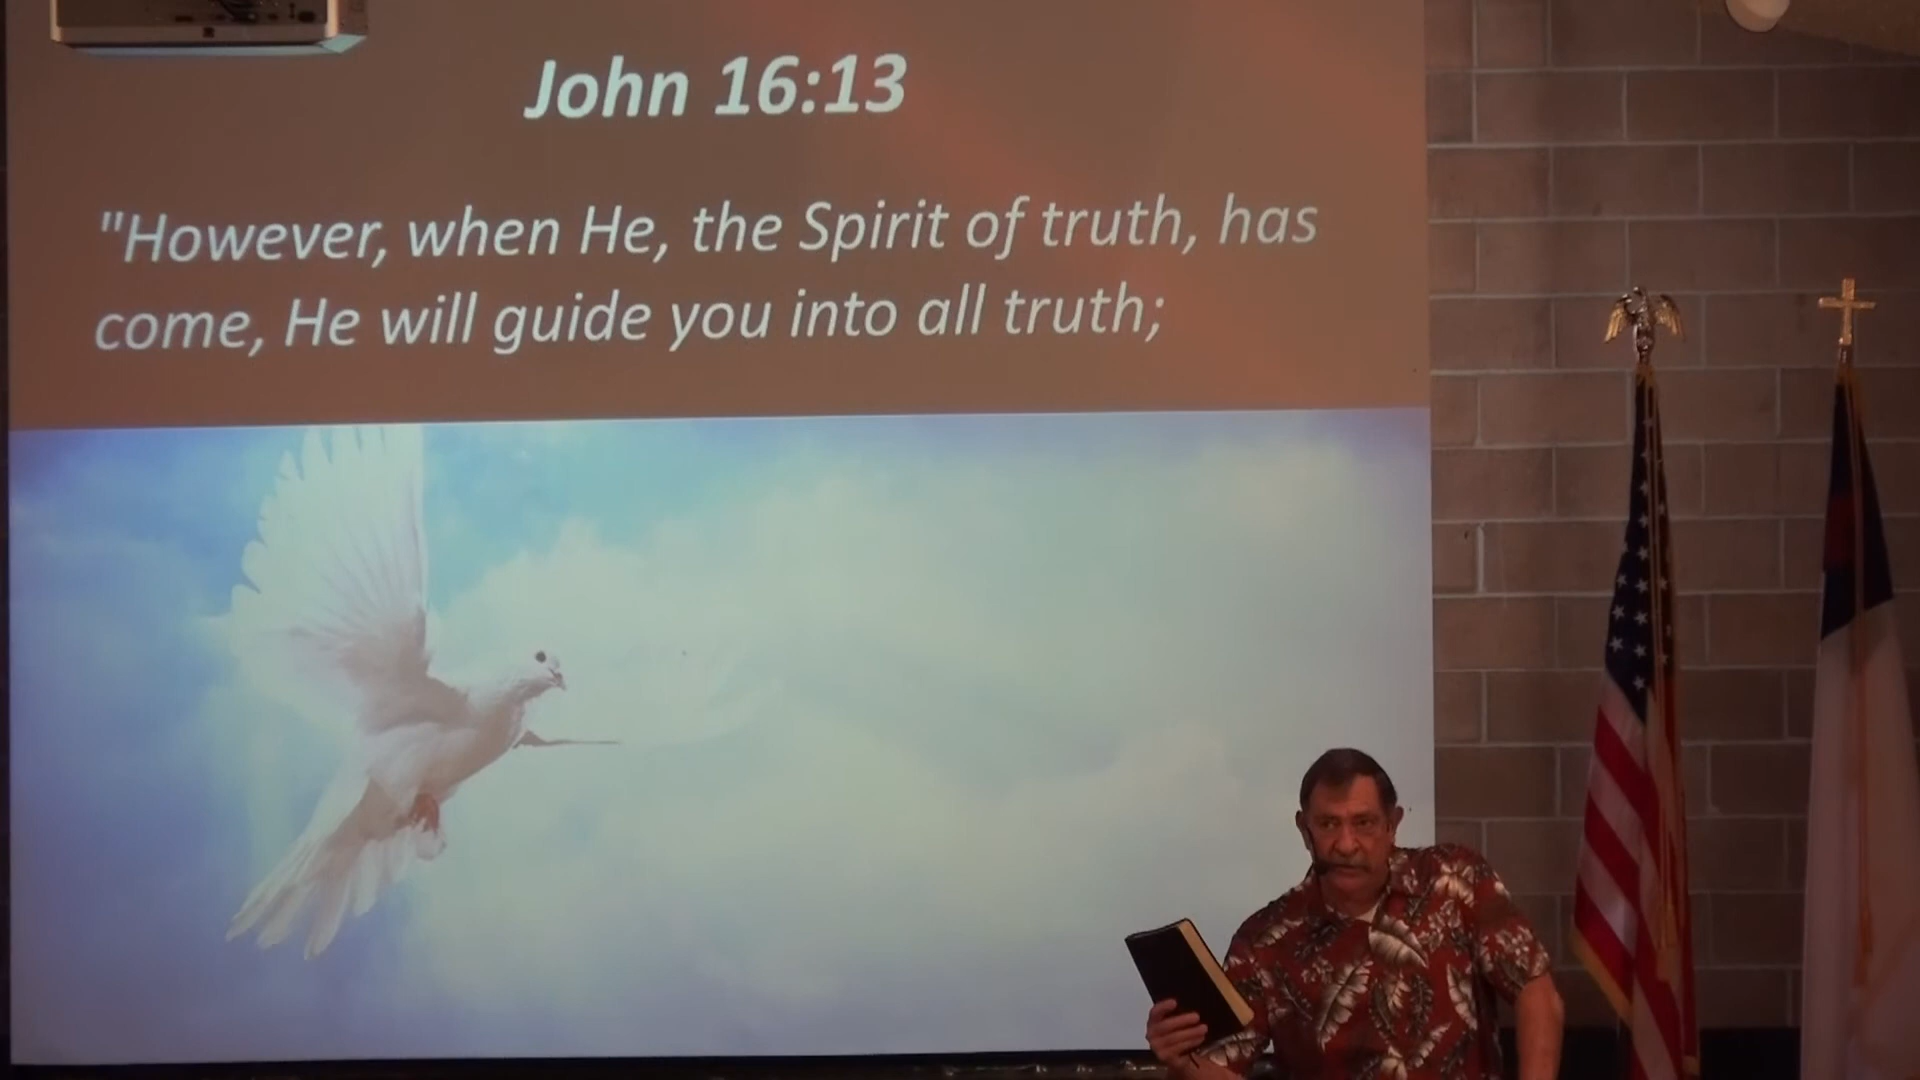 John 16:13
"However, when He, the Spirit of truth, has
come, He will guide you into all truth;